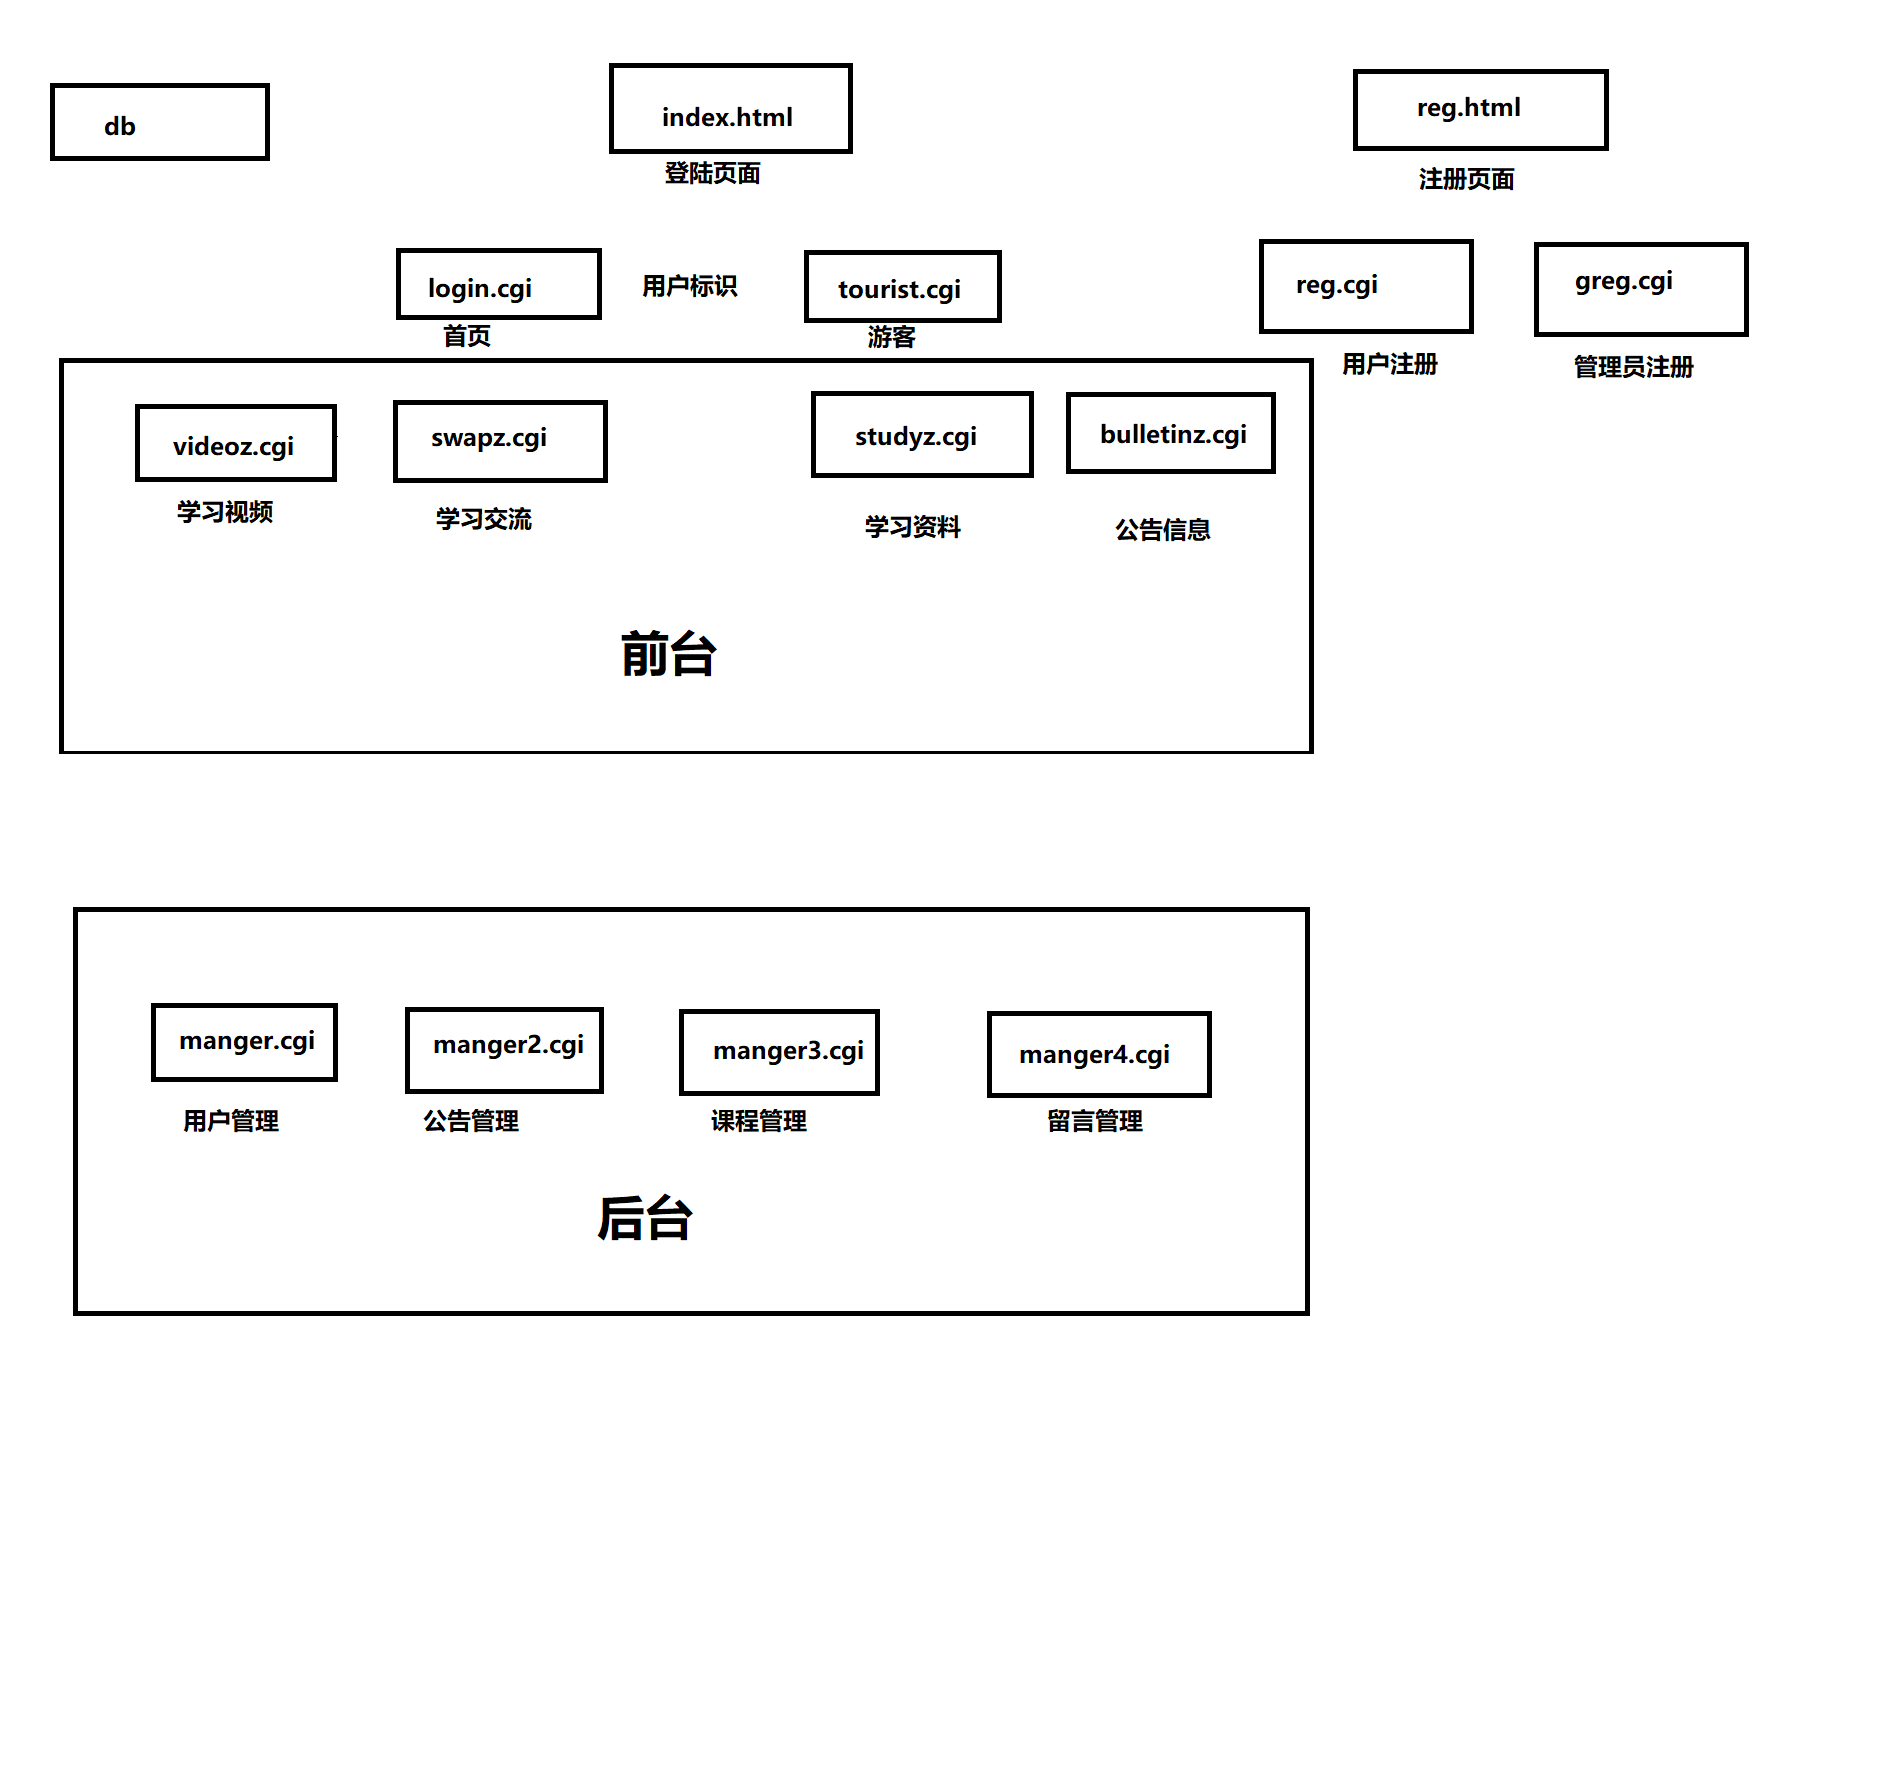 db
index.html
登陆页面
reg.html
注册页面
login.cgi
首页
用户标识
tourist.cgi
游客
reg.cgi
用户注册
greg.cgi
管理员注册
videoz.cgi
学习视频
swapz.cgi
学习交流
studyz.cgi
学习资料
bulletinz.cgi
公告信息
前台
manger.cgi
用户管理
manger2.cgi
公告管理
manger3.cgi
课程管理
manger4.cgi
留言管理
后台